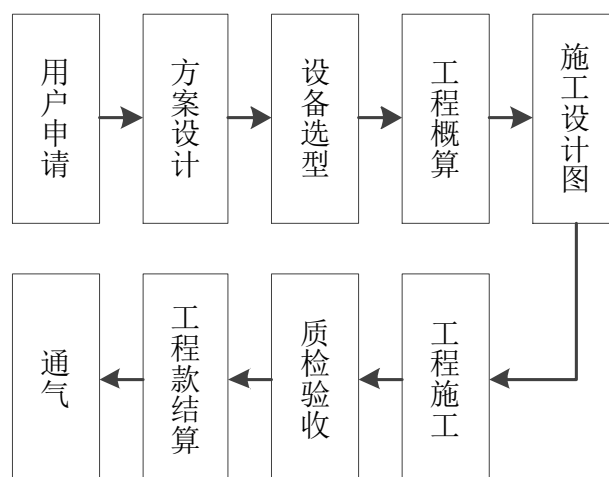 用户申请
方案设计
设备选型
工程概算
施工设计图
工程施工
质检验收
工程款结算
通气